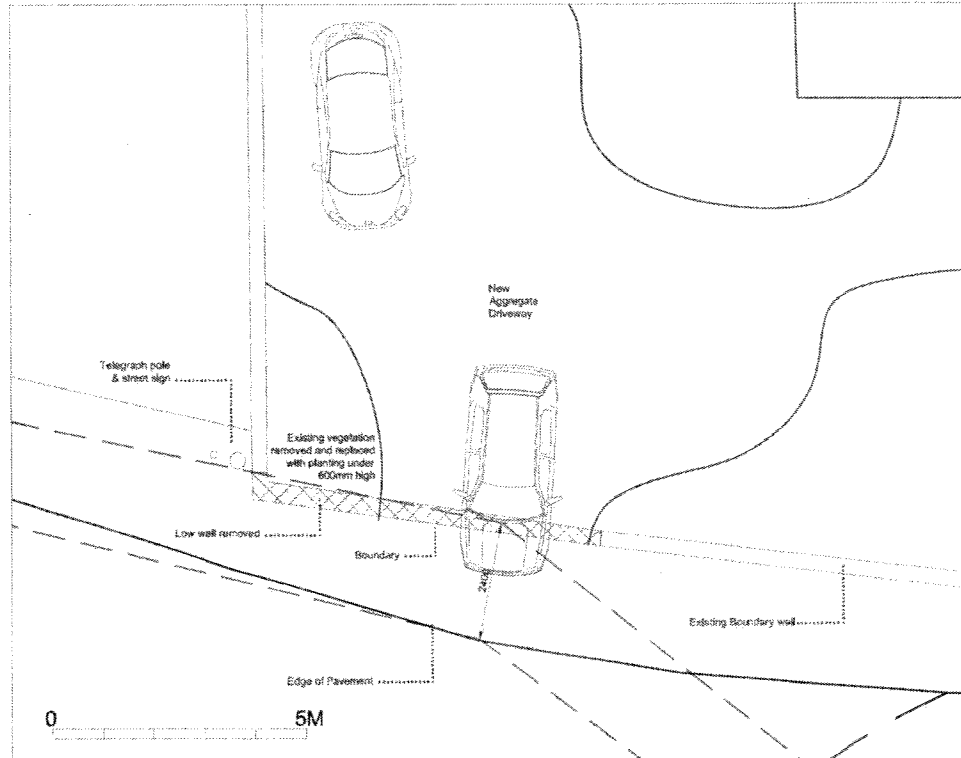 New
Aggregate
Driveway
Telegraph pole
& street sign
Existing vegetation
removed and replaced
with planting under
600mm high
Low wall removed
Boundary
2400
Existing Boundary wall
Edge of Pavement
0 5M